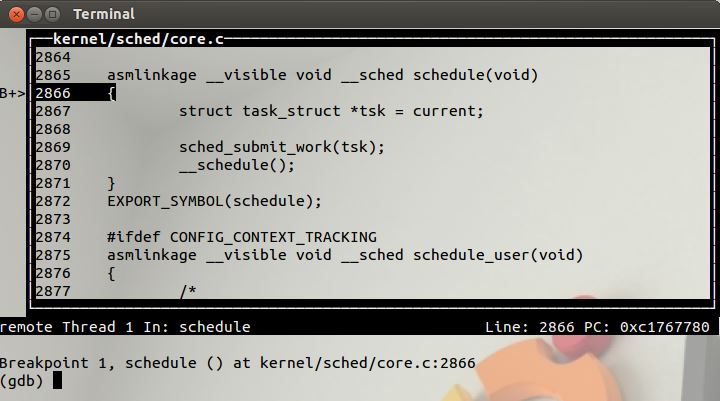 Terminal
kernel/sched/core.c
2864
2865 asmlinkage __visible void __sched schedule(void)
B+> 2866 {
2867 struct task_struct *tsk = current;
2868
2869 sched_submit_work(tsk);
2870 __schedule();
2871 }
2872 EXPORT_SYMBOL(schedule);
2873
2874 #ifdef CONFIG_CONTEXT_TRACKING
2875 asmlinkage __visible void __sched schedule_user(void)
2876 {
2877 /*
remote Thread 1 In: schedule Line: 2866 PC: 0xc1767780
Breakpoint 1, schedule () at kernel/sched/core.c:2866
(gdb)